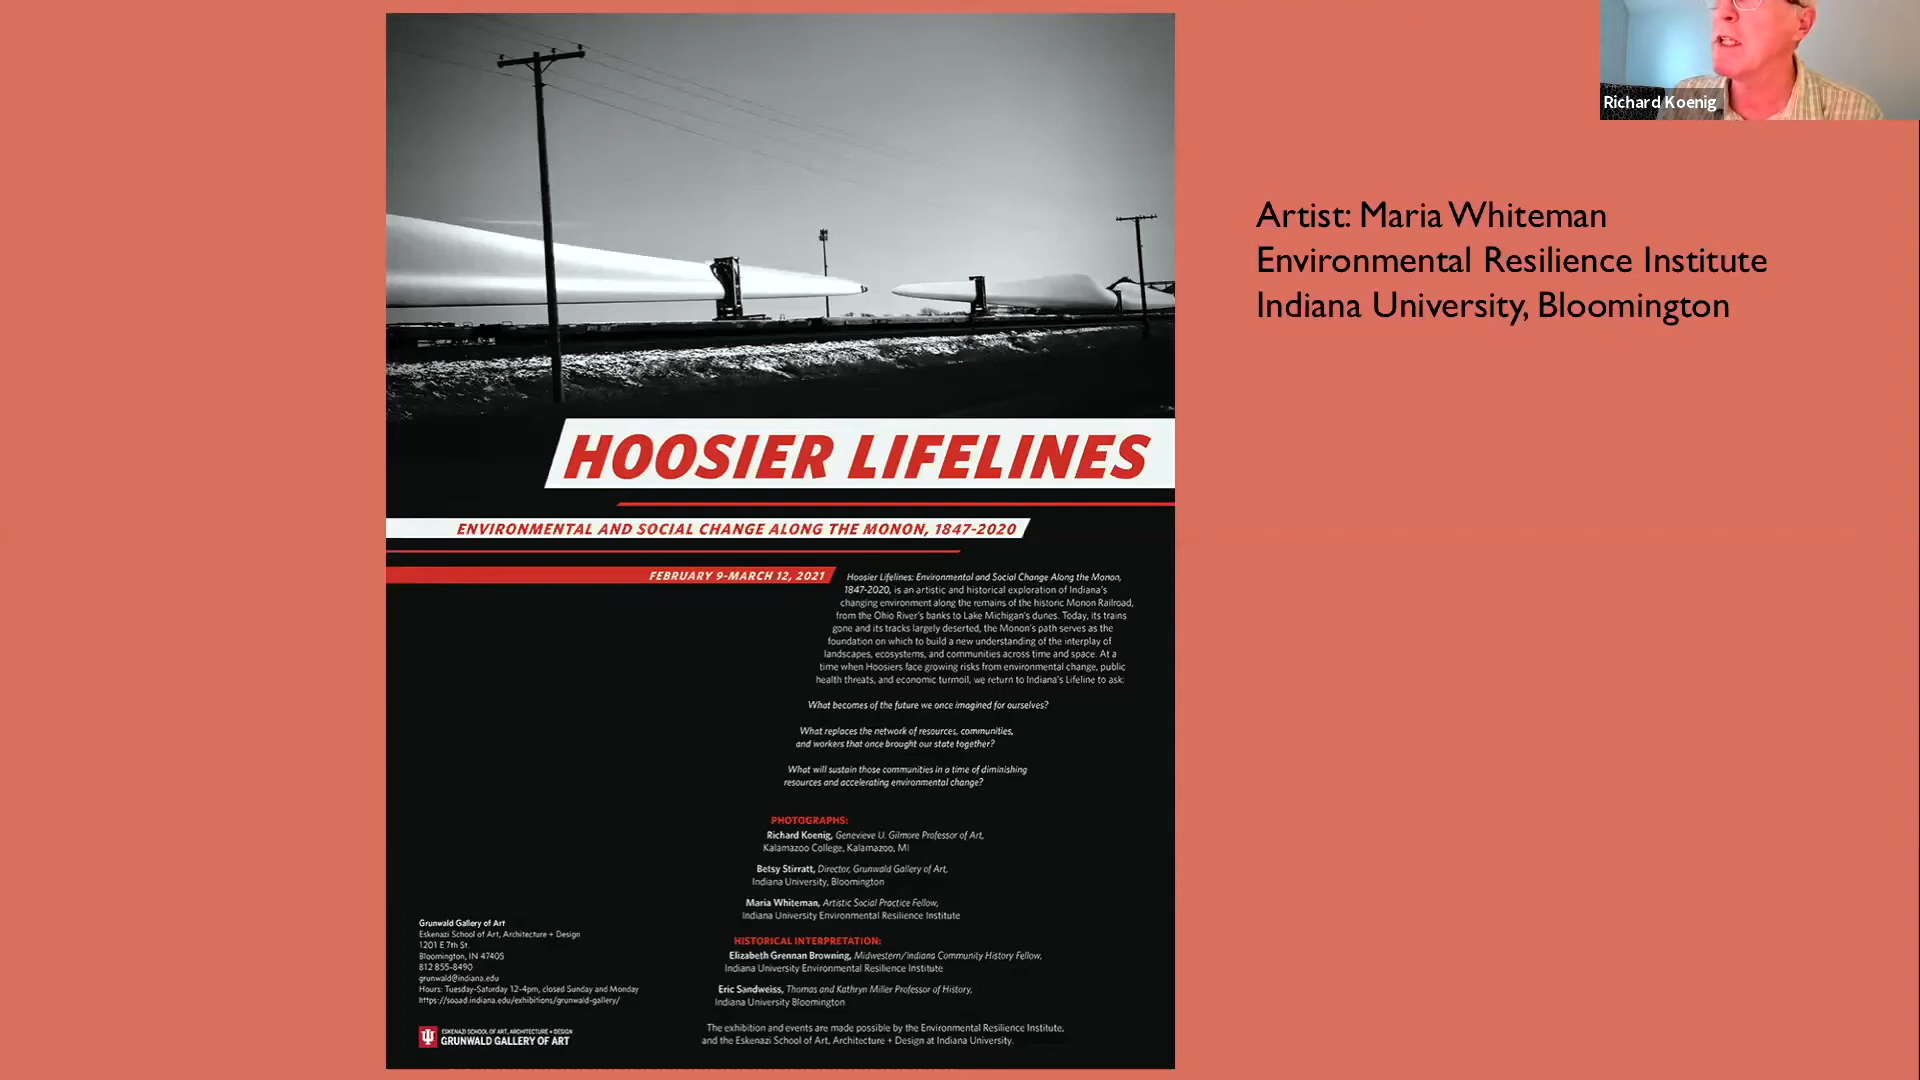 Richard Koenig
Artist: Maria Whiteman
Environmental Resilience Institute
Indiana University, Bloomington
HOOSIER LIFELINES
ENVIRONMENTAL AND SOCIAL CHANGE ALONG THE MONON, 1847-2020
FEBRUARY 9-MARCH 12, 2021
Hoosier Lifelines: Environmental and Social Change Along the Monon,
1847-2020, is an artistic and historical exploration of Indiana's
changing environment along the remains of the historic Monon Railroad,
from the Ohio River's banks to Lake Michigan's dunes. Today, its trains
gone and its tracks largely deserted, the Monon's path serves as the
foundation on which to build a new understanding of the interplay of
landscapes, ecosystems, and communities across time and space. At a
time when Hoosiers face growing risks from environmental change, public
health threats, and economic turmoil, we return to Indiana's Lifeline to ask:
What becomes of the future we once imagined for ourselves?
What replaces the network of resources, communities,
and workers that once brought our state together?
What will sustain those communities in a time of diminishing
resources and accelerating environmental change?
PHOTOGRAPHS:
Richard Koenig, Genevieve U. Gilmore Professor of Art,
Kalamazoo College, Kalamazoo, MI
Betsy Stirratt, Director, Grunwald Gallery of Art,
Indiana University, Bloomington
Maria Whiteman, Artistic Social Practice Fellow,
Indiana University Environmental Resilience Institute
HISTORICAL INTERPRETATION:
Elizabeth Grennan Browning, Midwestern/Indiana Community History Fellow,
Indiana University Environmental Resilience Institute
Eric Sandweiss, Thomas and Kathryn Miller Professor of History,
Indiana University Bloomington
The exhibition and events are made possible by the Environmental Resilience Institute,
and the Eskenazi School of Art, Architecture + Design at Indiana University.
Grunwald Gallery of Art
Eskenazi School of Art, Architecture + Design
1201 E 7th St.
Bloomington, IN 47405
812 855-8490
grunwald@indiana.edu
Hours: Tuesday-Saturday 12-4pm, closed Sunday and Monday
https://soaad.indiana.edu/exhibitions/grunwald-gallery/
ESKENAZI SCHOOL OF ART, ARCHITECTURE + DESIGN
GRUNWALD GALLERY OF ART